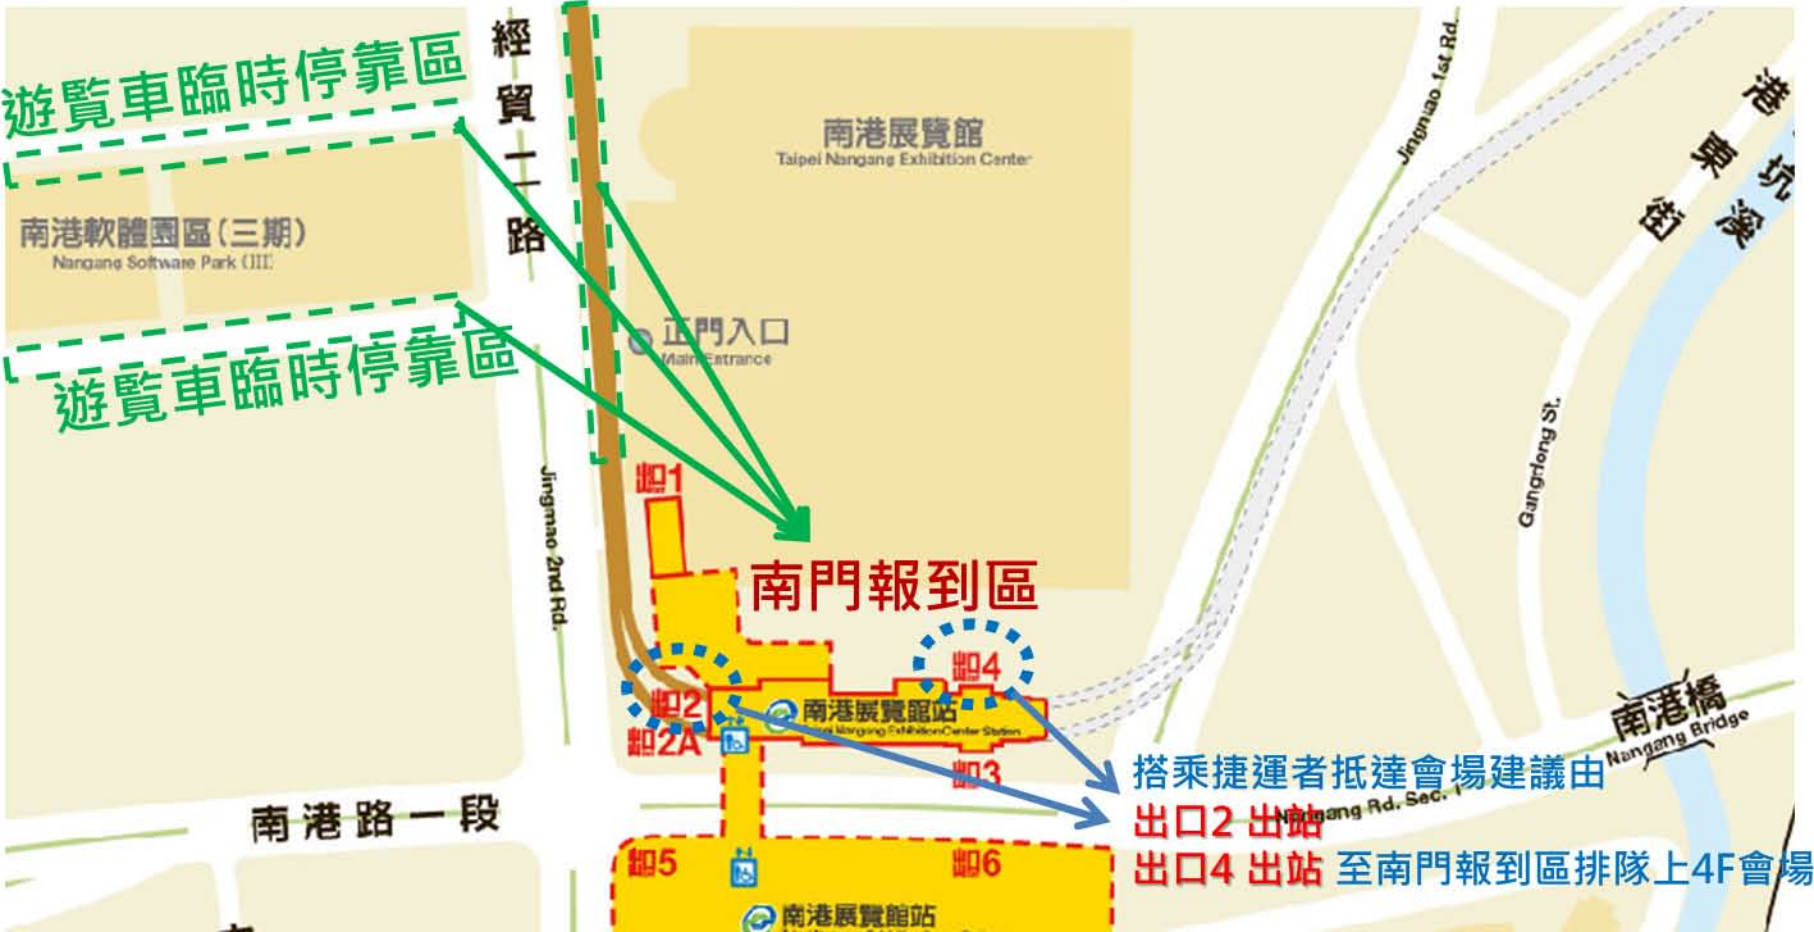 遊覽車臨時停靠區
經貿二路
南港展覽館
Taipei Nangang Exhibition Center
Jingmao 1st Rd.
港東街
坑溪
南港軟體園區(三期)
Nangang Software Park (III)
正門入口
Main Entrance
遊覽車臨時停靠區
Jingmao 2nd Rd.
Gangdong St.
出口1
南門報到區
出口4
出口2
南港展覽館站
Taipei Nangang Exhibition Center Station
出口2A
出口3
南港橋
Nangang Bridge
搭乘捷運者抵達會場建議由
Nangang Rd. Sec. 1
出口2 出站
出口4 出站 至南門報到區排隊上4F會場
南港路一段
出口5
出口6
南港展覽館站